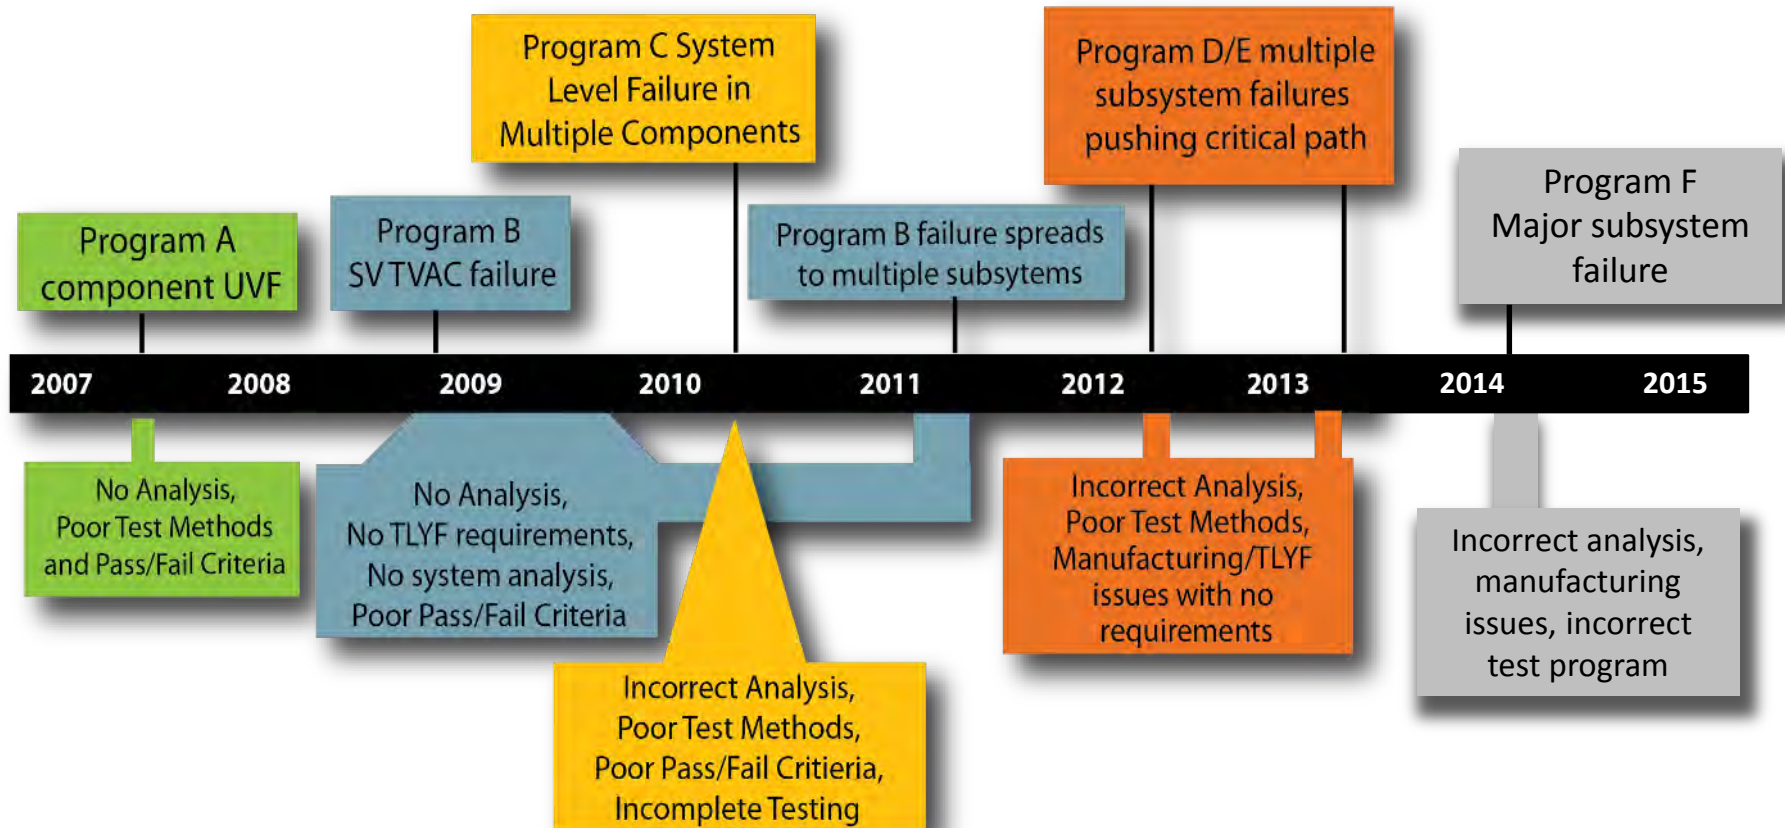 Program C System
Level Failure in
Multiple Components
Program D/E multiple
subsystem failures
pushing critical path
Program A
component UVF
Program B
SV TVAC failure
Program B failure spreads
to multiple subsytems
Program F
Major subsystem
failure
2007 2008 2009 2010 2011 2012 2013 2014 2015
No Analysis,
Poor Test Methods
and Pass/Fail Criteria
No Analysis,
No TLYF requirements,
No system analysis,
Poor Pass/Fail Criteria
Incorrect Analysis,
Poor Test Methods,
Poor Pass/Fail Critieria,
Incomplete Testing
Incorrect Analysis,
Poor Test Methods,
Manufacturing/TLYF
issues with no
requirements
Incorrect analysis,
manufacturing
issues, incorrect
test program